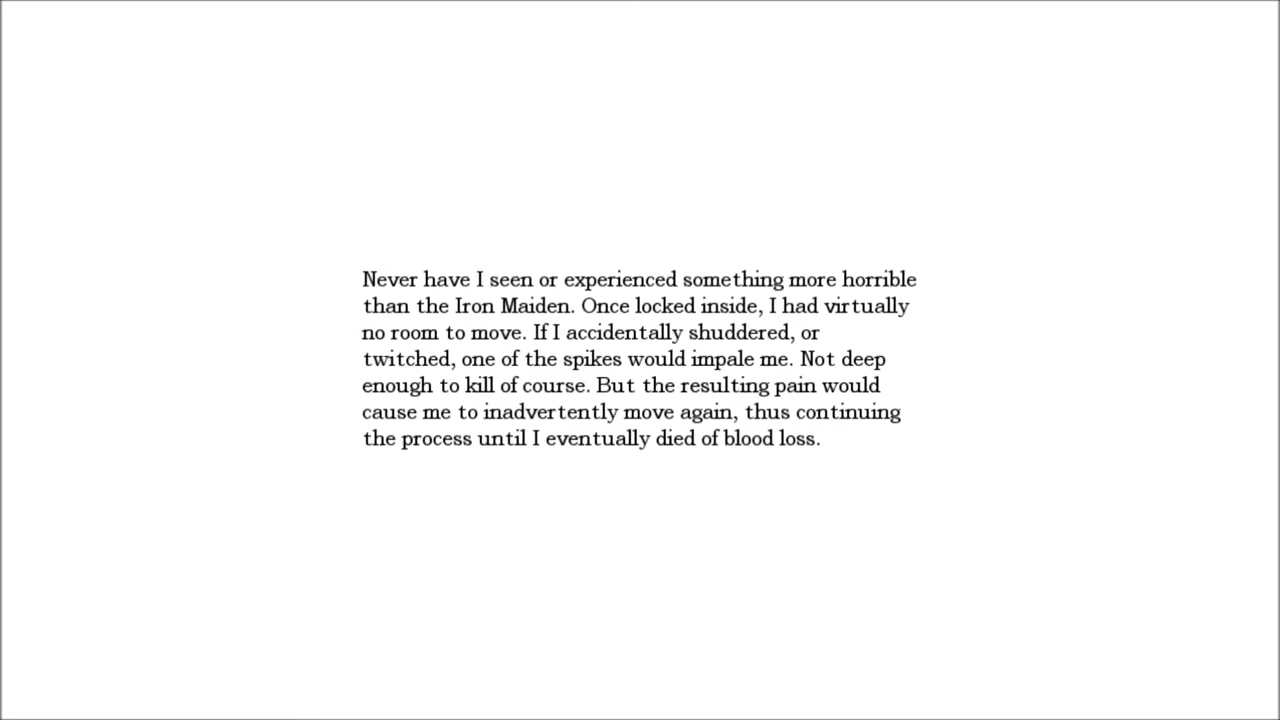 Never have I seen or experienced something more horrible
than the Iron Maiden. Once locked inside, I had virtually
no room to move. If I accidentally shuddered, or
twitched, one of the spikes would impale me. Not deep
enough to kill of course. But the resulting pain would
cause me to inadvertently move again, thus continuing
the process until I eventually died of blood loss.